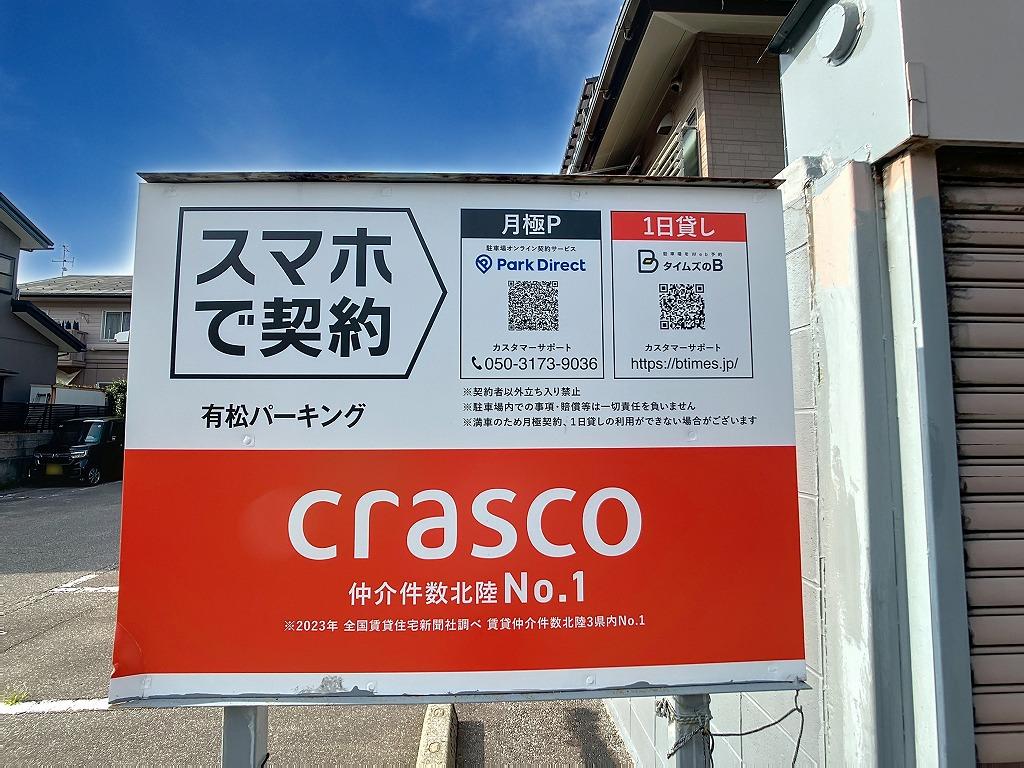 スマホ
で契約
有松パーキング
月極P
駐車場オンライン契約サービス
Park Direct
カスタマーサポート
050-3173-9036
1日貸し
駐車場をWeb予約
B タイムズのB
カスタマーサポート
https://btimes.jp/
※契約者以外立ち入り禁止
※駐車場内での事項・賠償等は一切責任を負いません
※満車のため月極契約、1日貸しの利用ができない場合がございます
crasco
仲介件数北陸No.1
※2023年 全国賃貸住宅新聞社調べ 賃貸仲介件数北陸3県内No.1